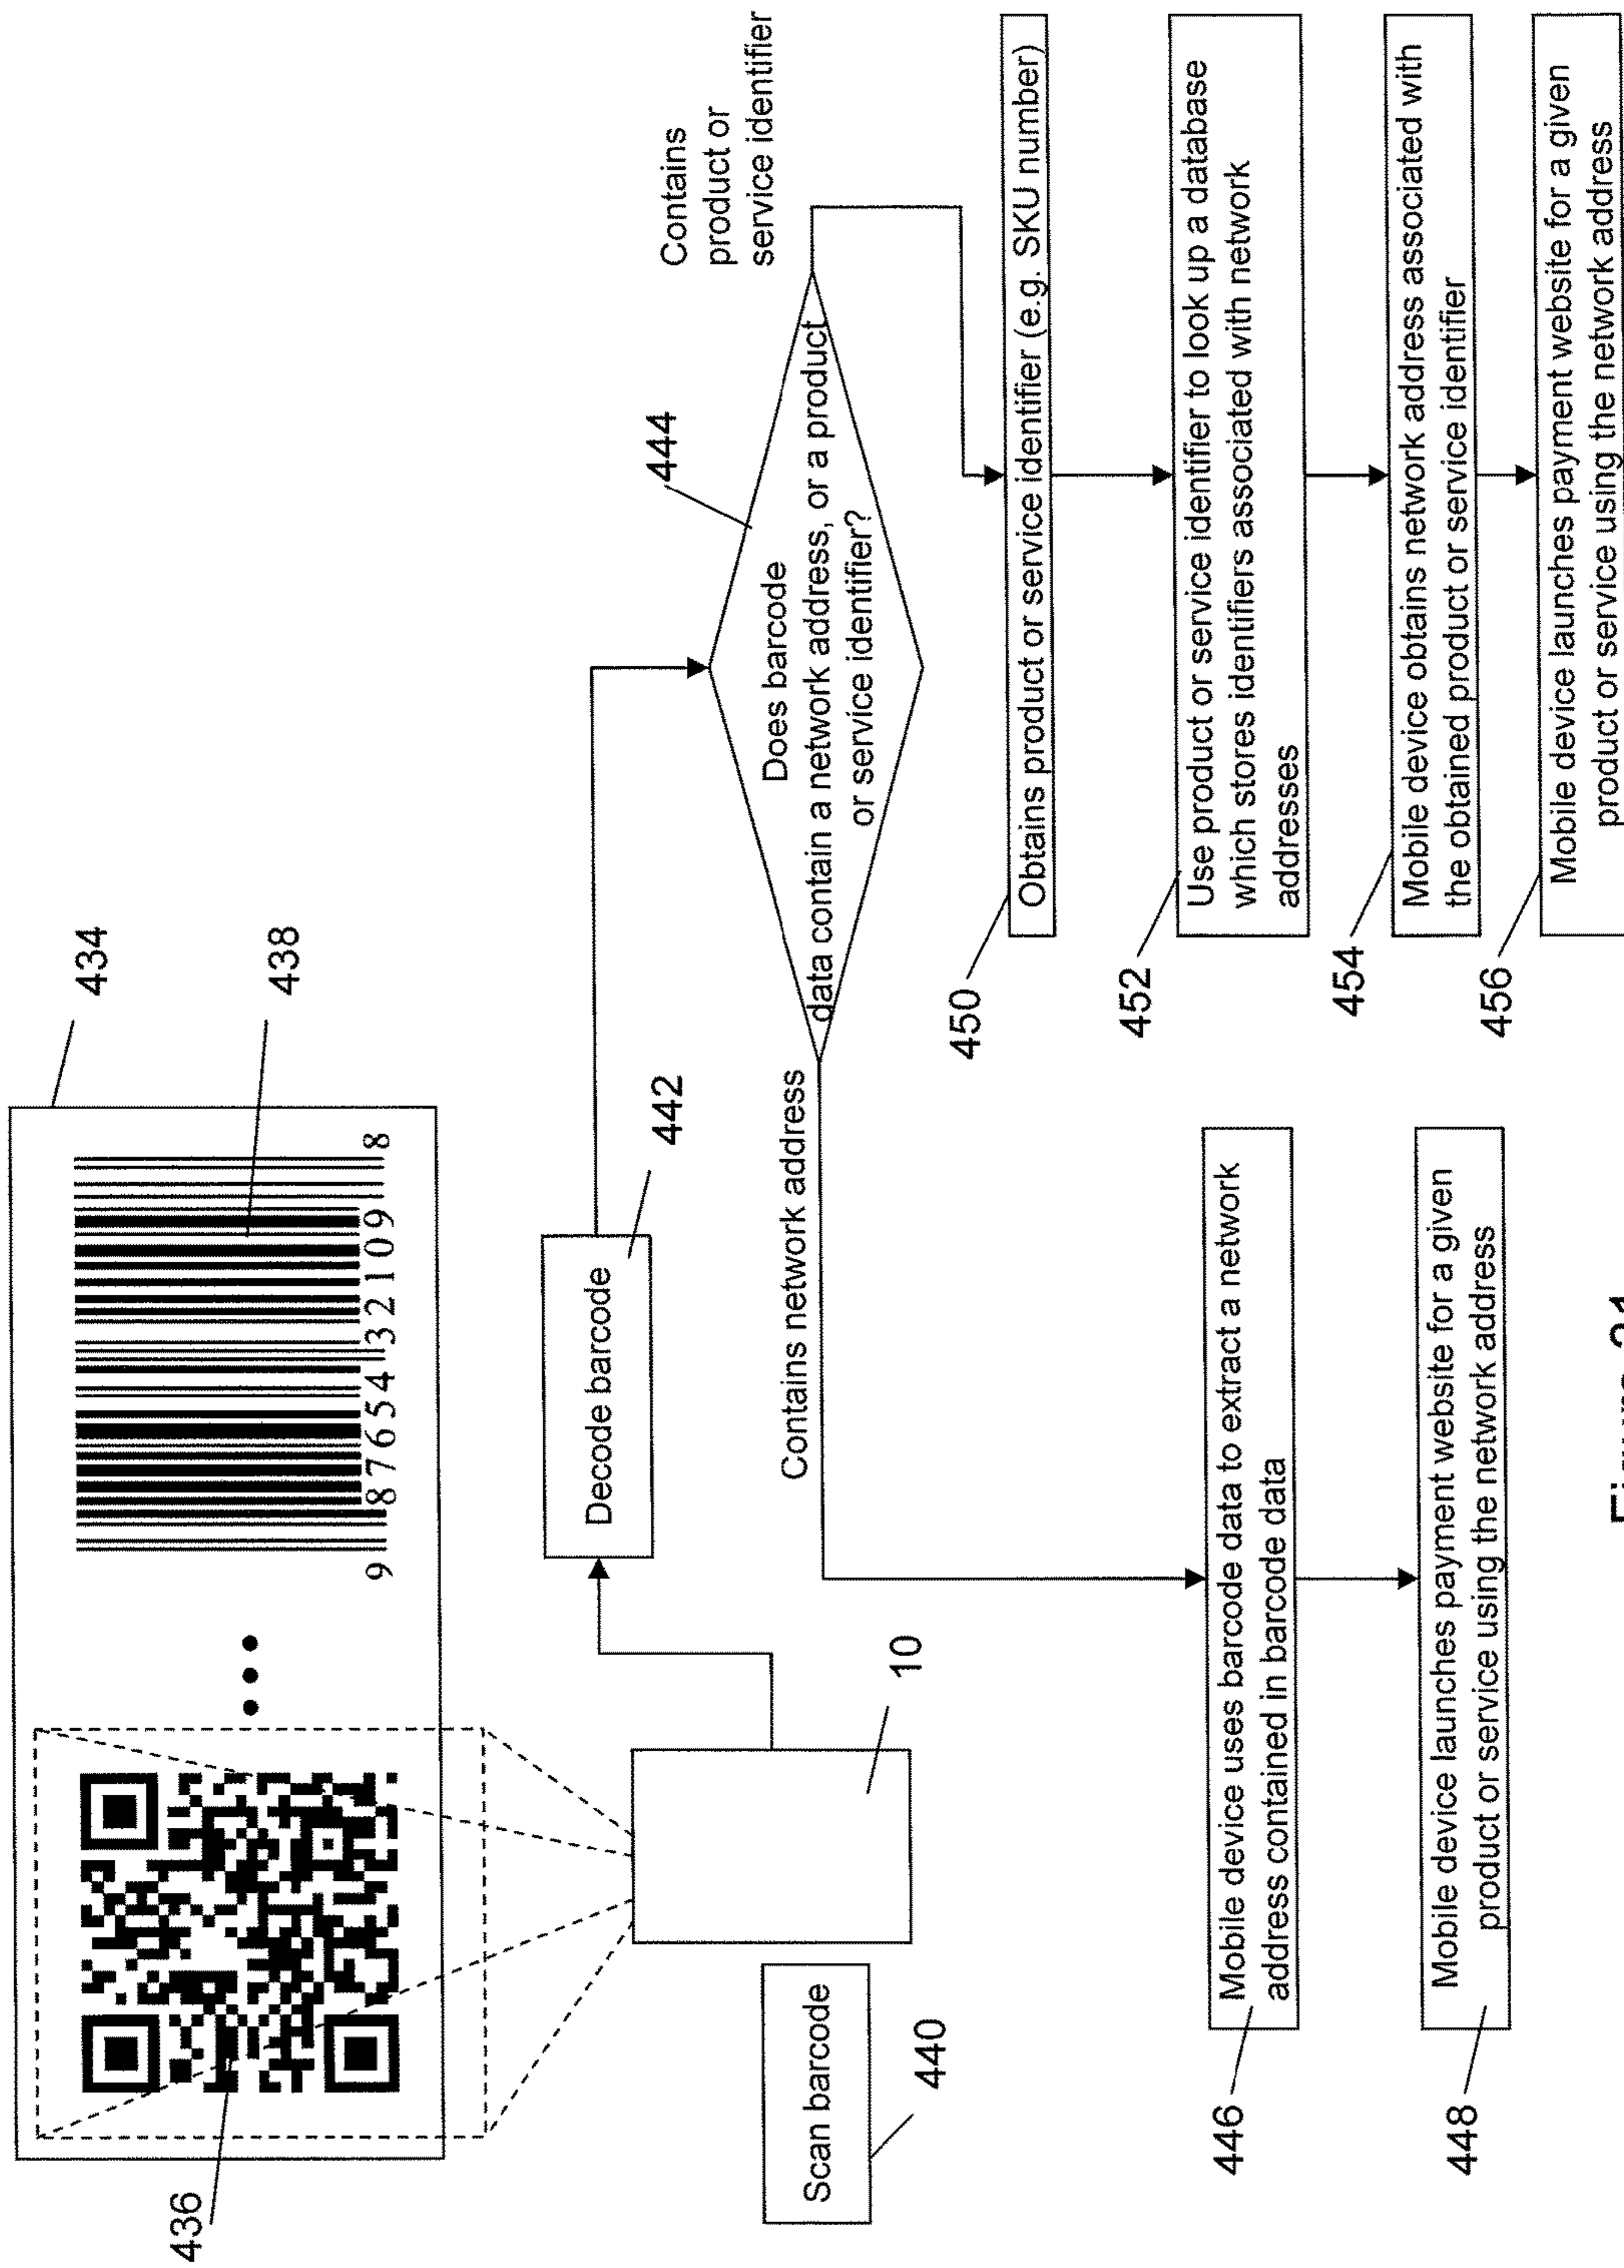 434
438
436
9 87654 32109 8
Scan barcode
440
10
Decode barcode
442
444
Does barcode
data contain a network address, or a product
or service identifier?
Contains network address
Contains
product or
service identifier
446
Mobile device uses barcode data to extract a network
address contained in barcode data
448
Mobile device launches payment website for a given
product or service using the network address
450
Obtains product or service identifier (e.g. SKU number)
452
Use product or service identifier to look up a database
which stores identifiers associated with network
addresses
454
Mobile device obtains network address associated with
the obtained product or service identifier
456
Mobile device launches payment website for a given
product or service using the network address